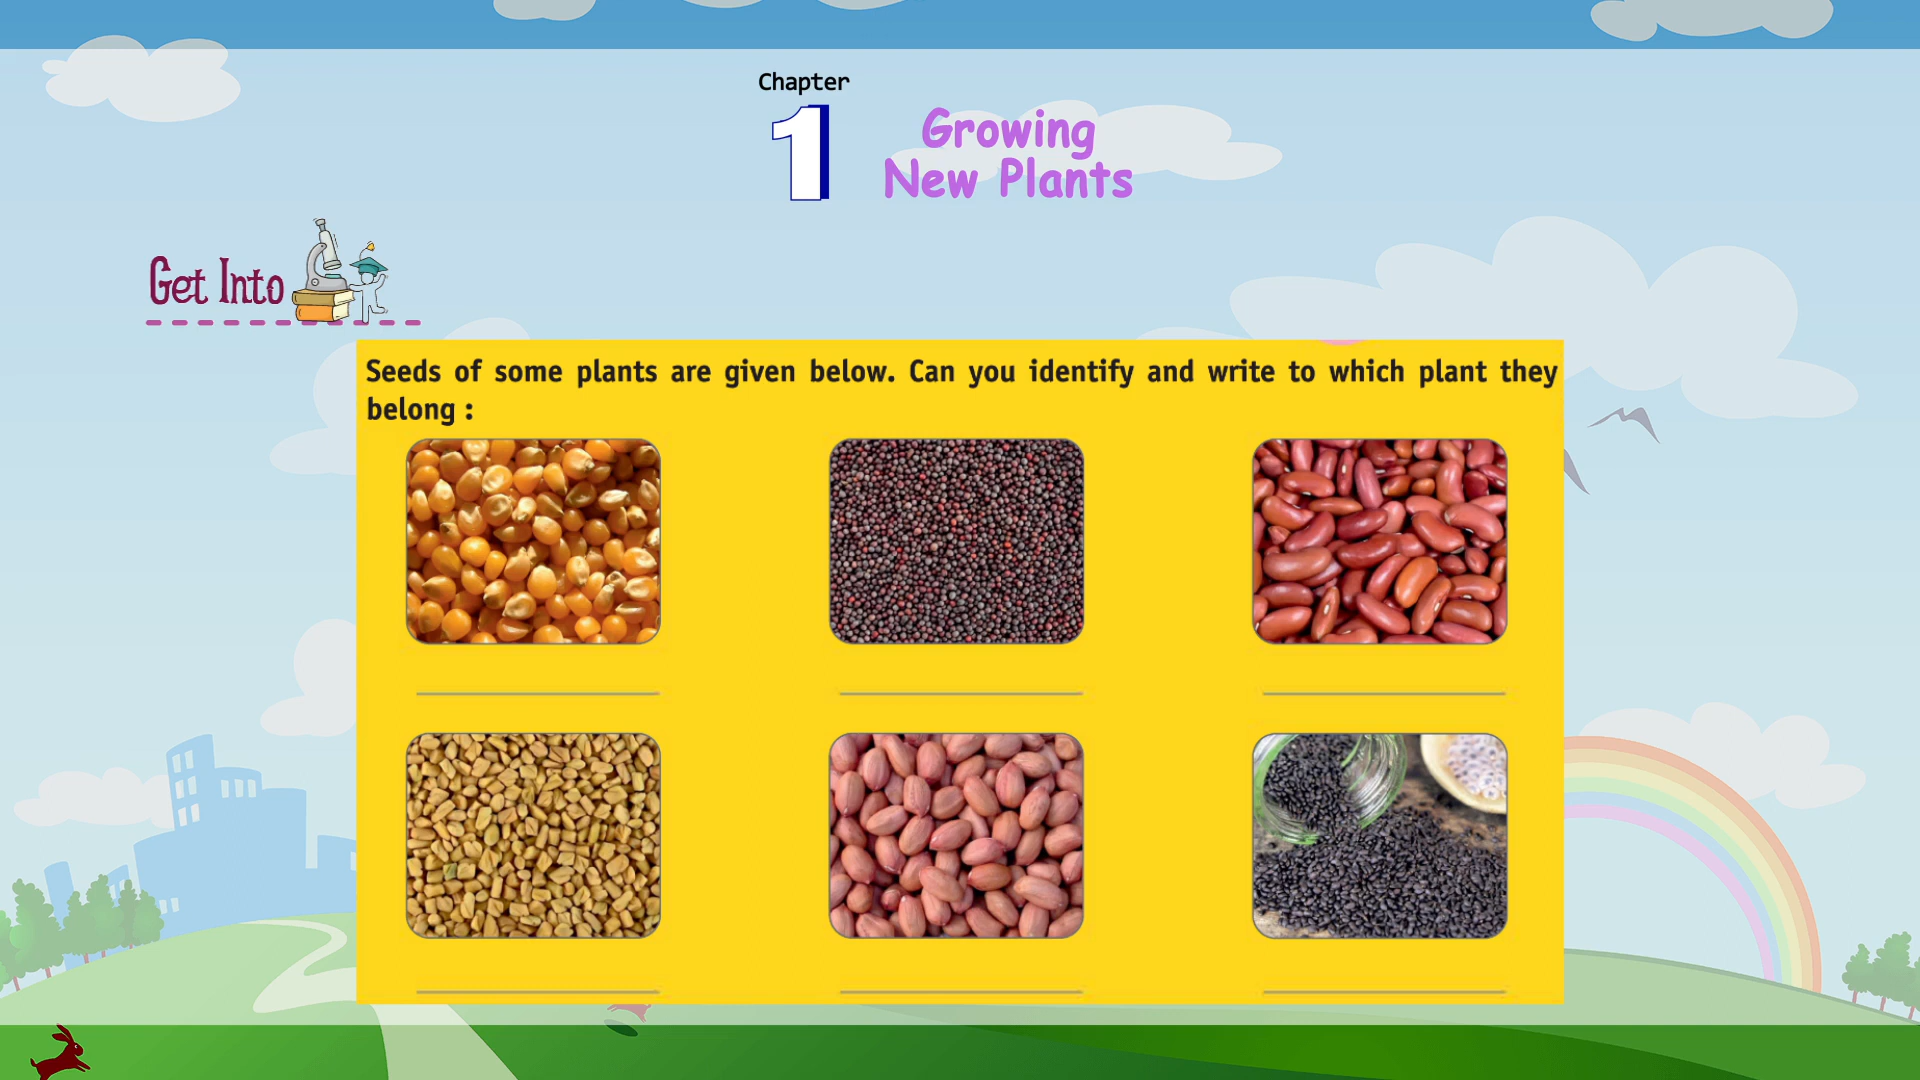 Chapter
1
Growing
New Plants
Get Into
Seeds of some plants are given below. Can you identify and write to which plant they
belong :